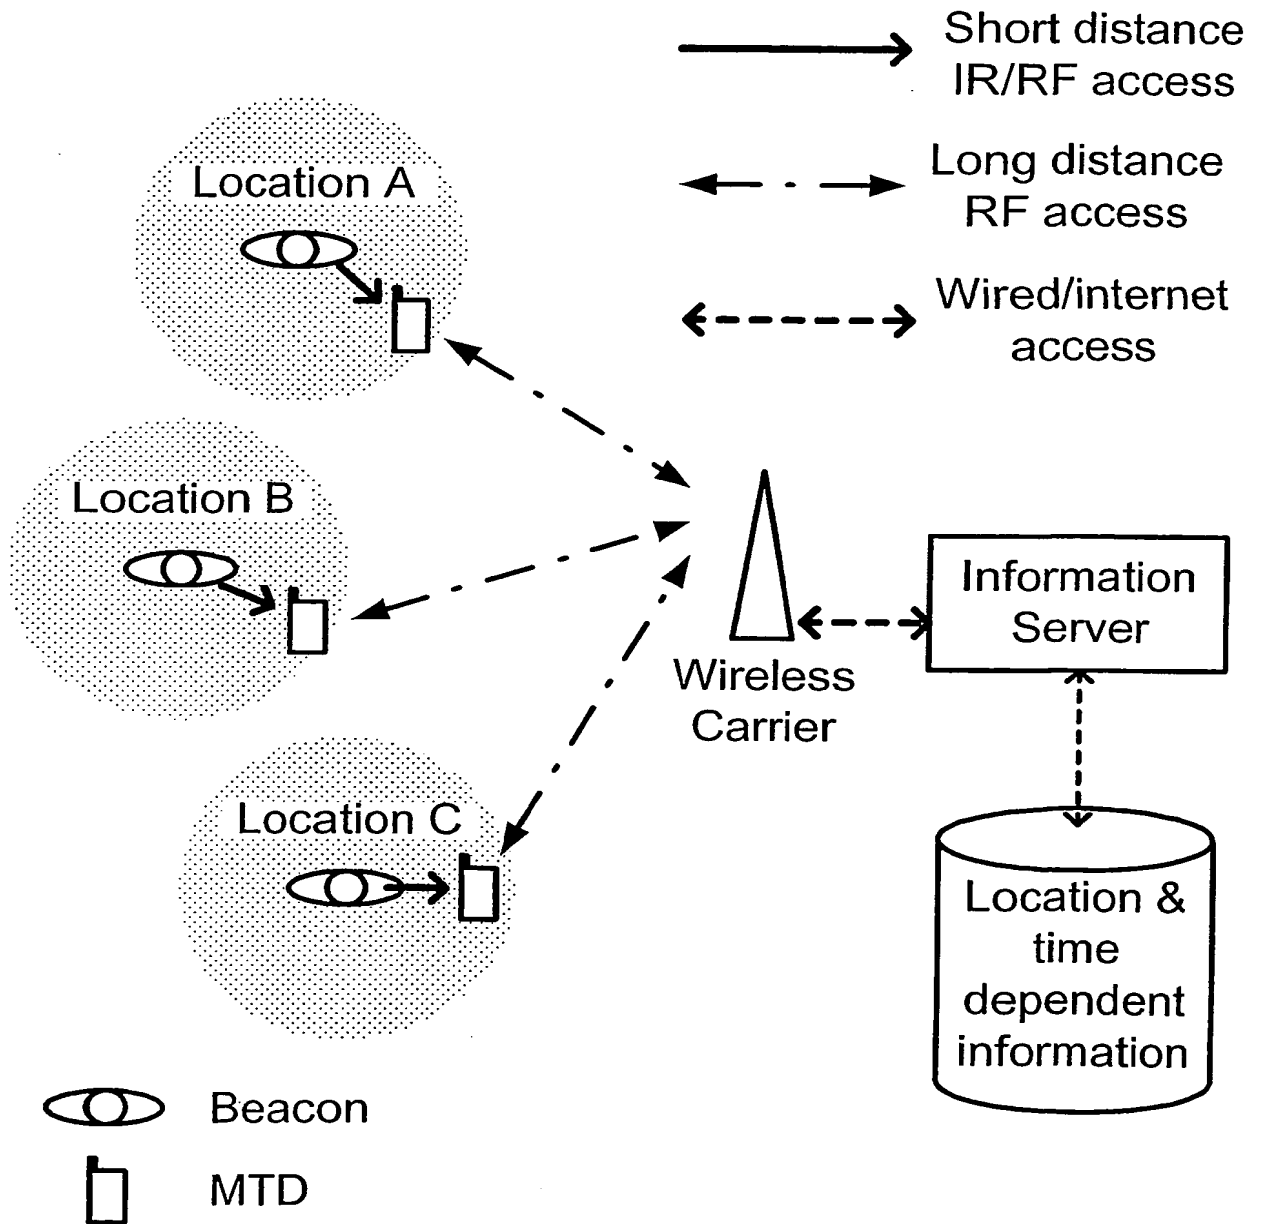 Short distance
IR/RF access
Long distance
RF access
Wired/internet
access
Location A
Location B
Location C
Wireless
Carrier
Information
Server
Location &
time
dependent
information
Beacon
MTD